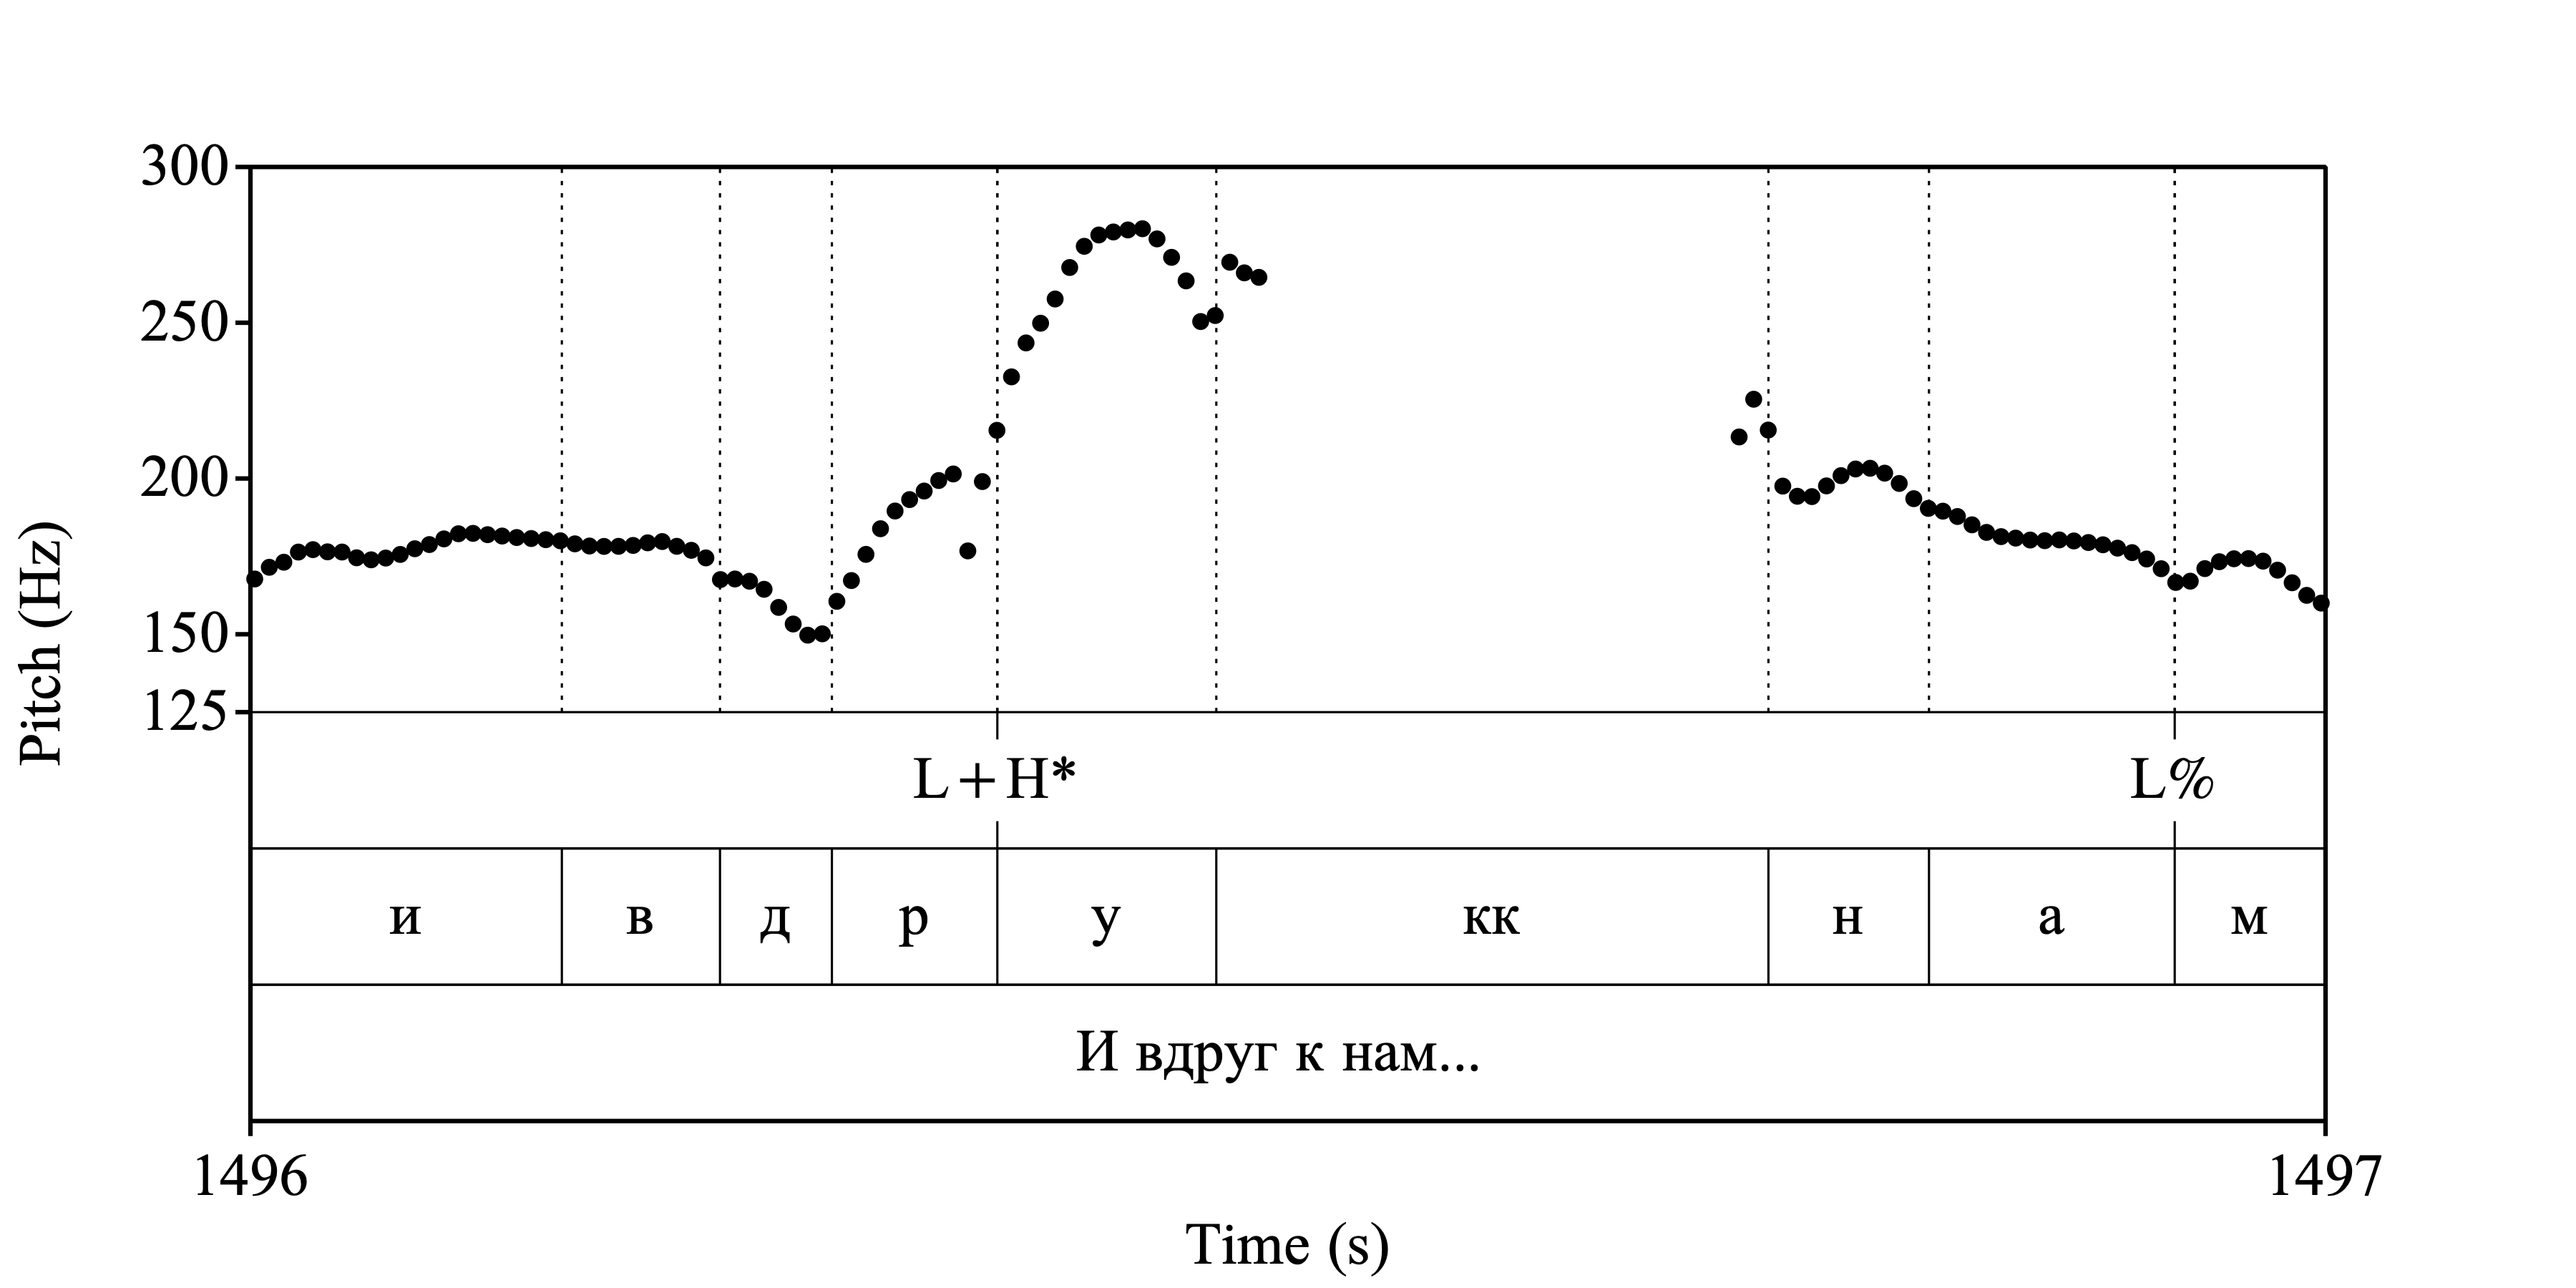 300
250
200
150
125
Pitch (Hz)
L+H* L%
и в д р у кк н а м
И вдруг к нам...
1496 1497
Time (s)